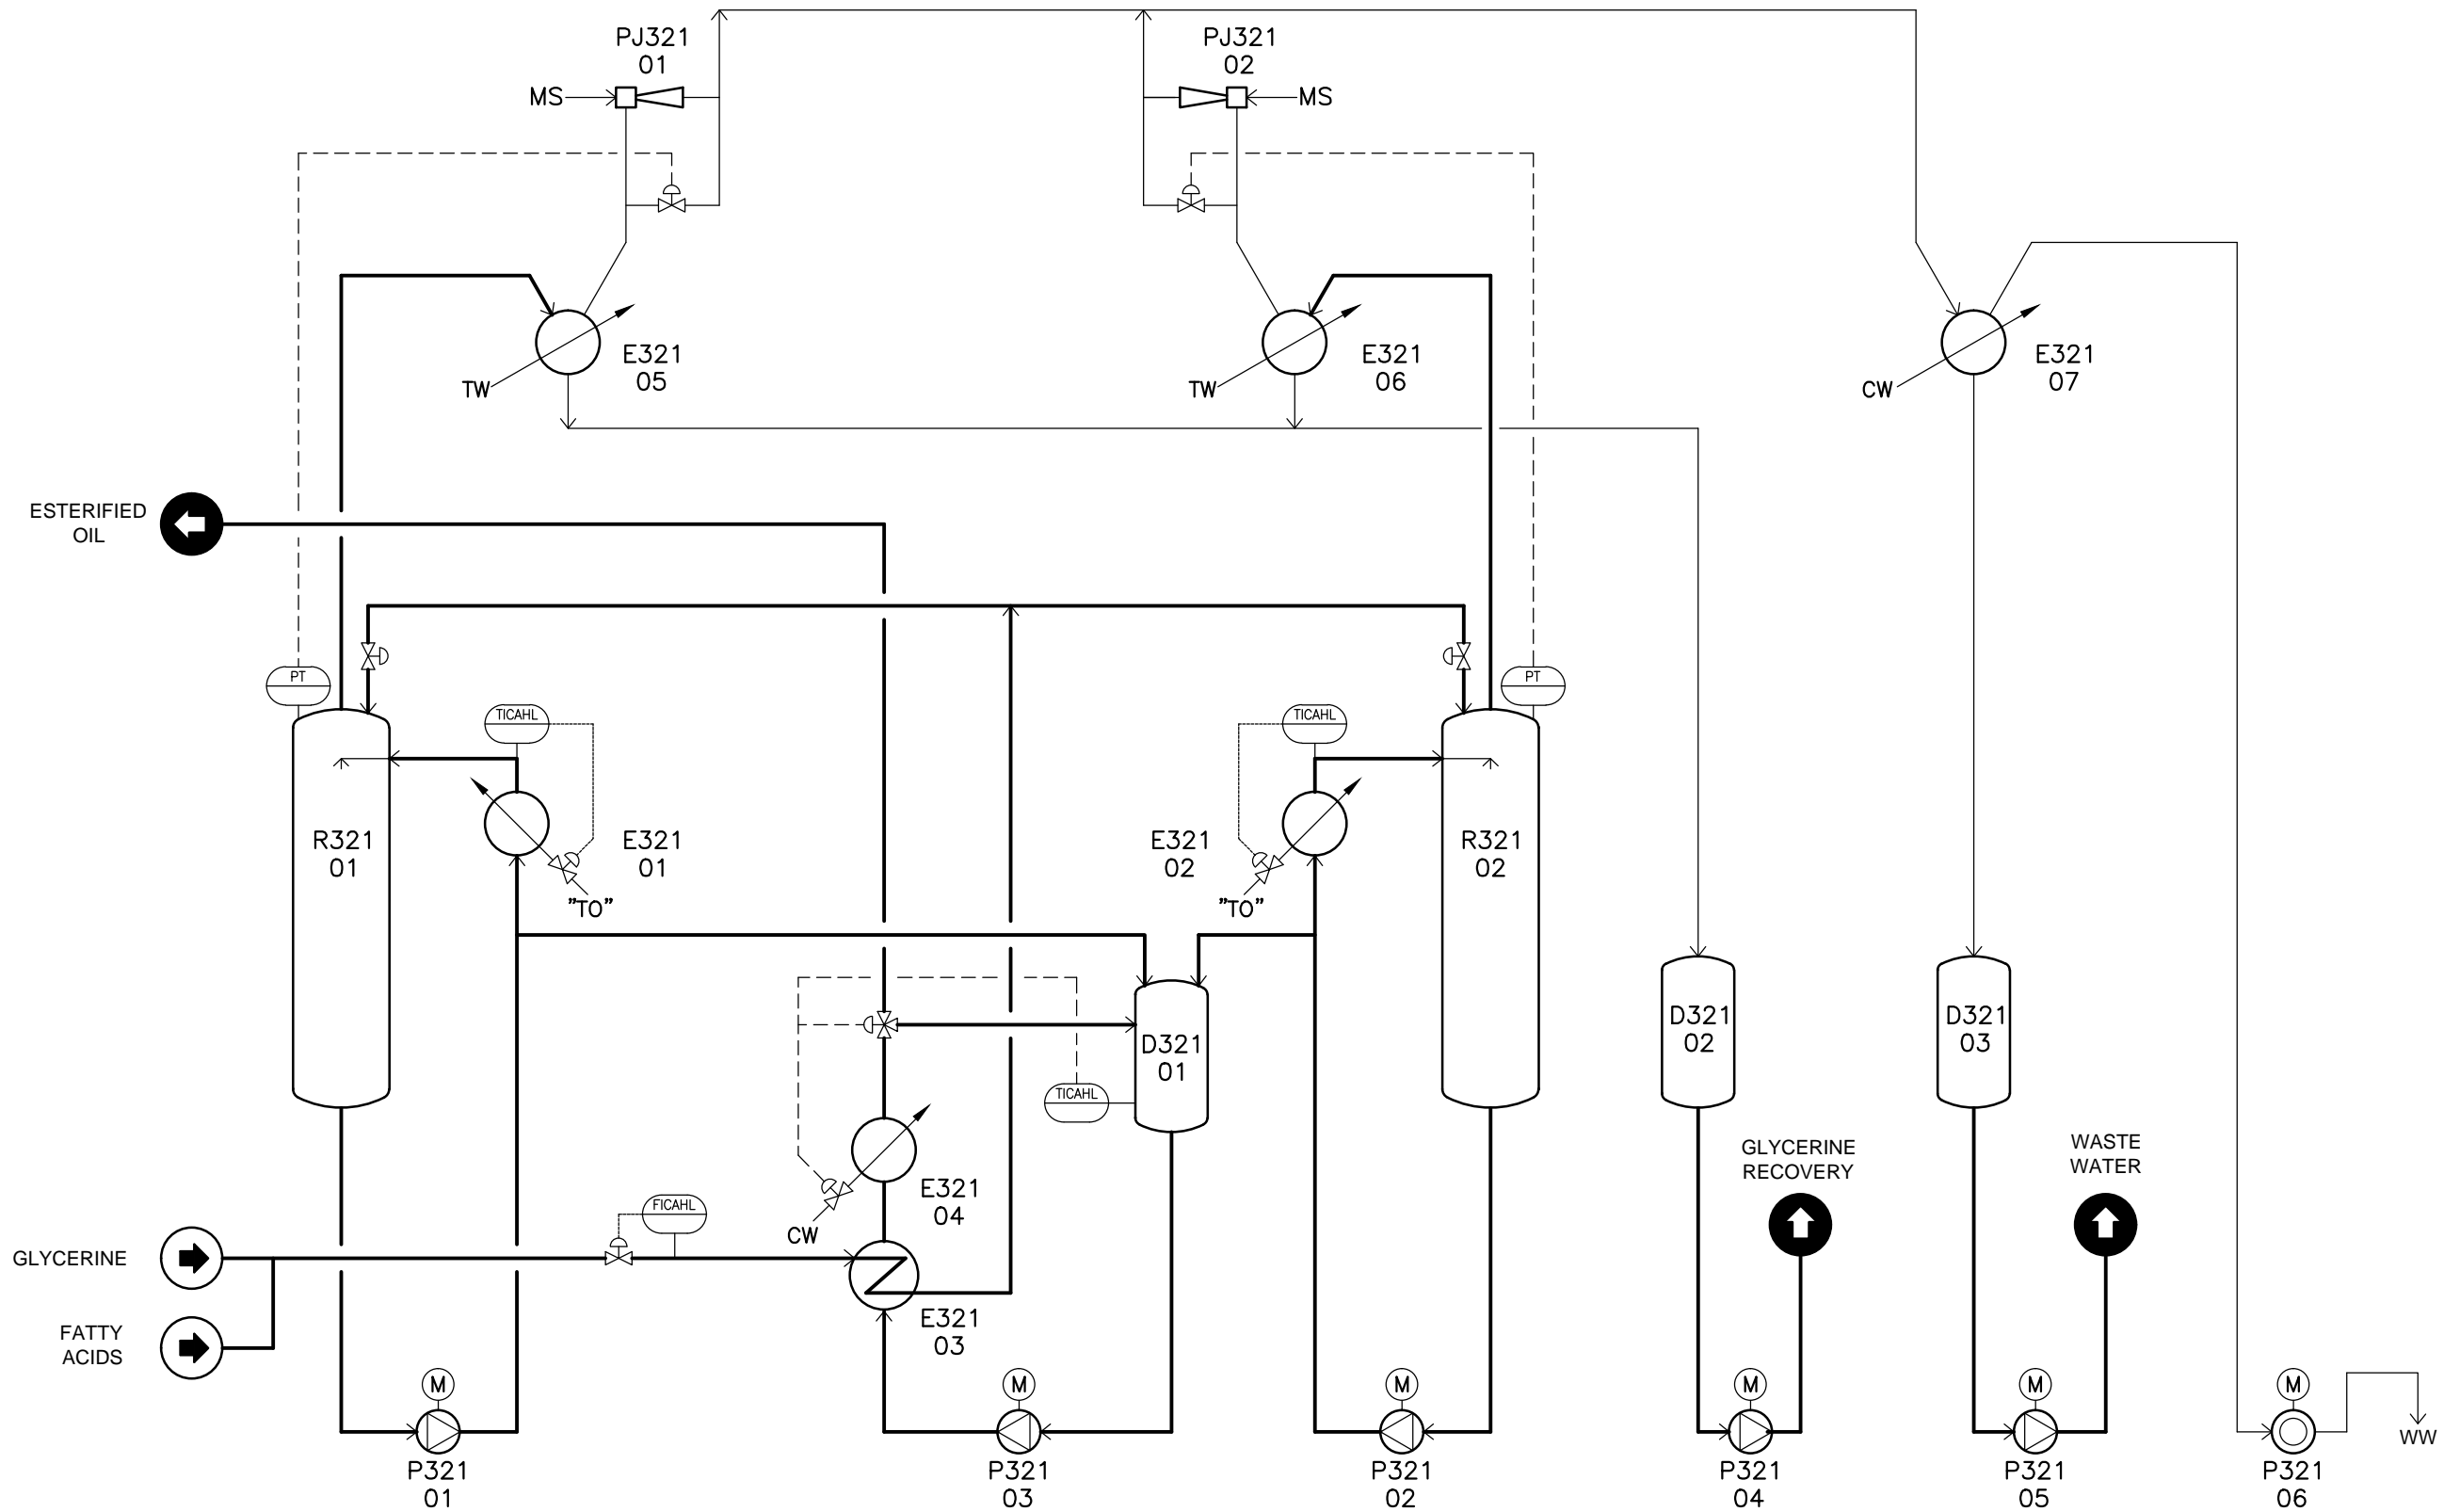 PJ321
01
PJ321
02
MS
MS
E321
05
E321
06
E321
07
TW
TW
CW
ESTERIFIED
OIL
PT
PT
TICAHL
TICAHL
R321
01
E321
01
E321
02
R321
02
"TO"
"TO"
D321
01
D321
02
D321
03
TICAHL
GLYCERINE
RECOVERY
WASTE
WATER
E321
04
FICAHL
CW
GLYCERINE
E321
03
FATTY
ACIDS
M
M
M
M
M
M
WW
P321
01
P321
03
P321
02
P321
04
P321
05
P321
06